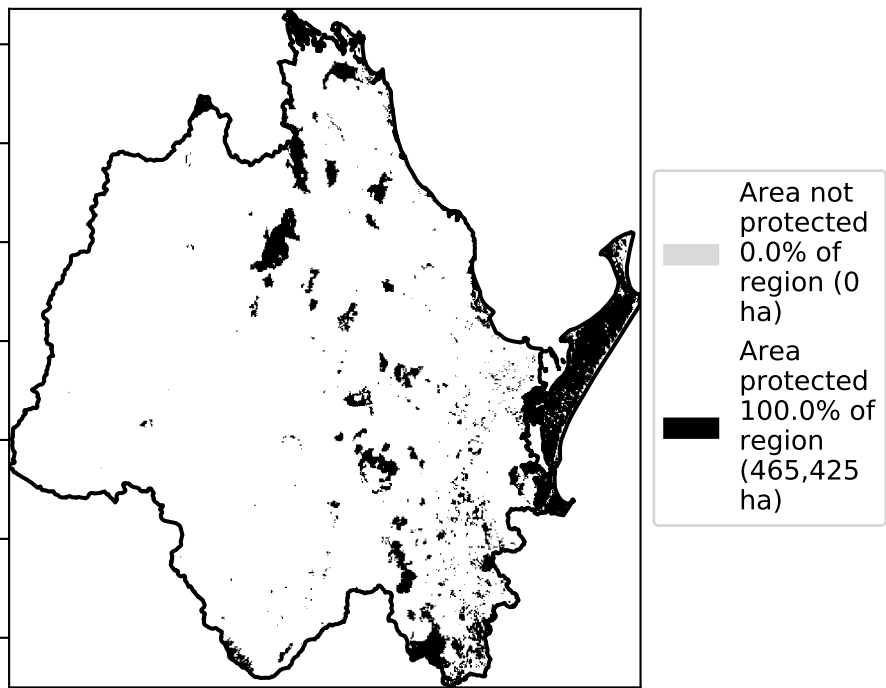 Area not
protected
0.0% of
region (0
ha)
Area
protected
100.0% of
region
(465,425
ha)